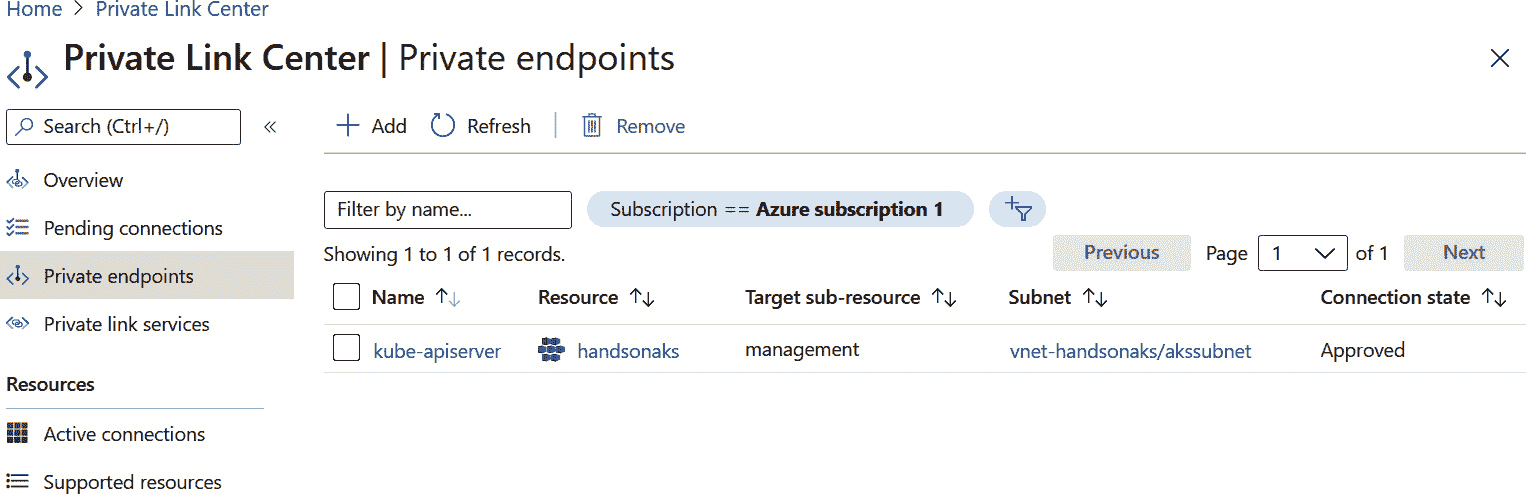 Home > Private Link Center
Private Link Center | Private endpoints
Search (Ctrl+/) «
Overview
Pending connections
Private endpoints
Private link services
Resources
Active connections
Supported resources
Add Refresh Remove
Filter by name... Subscription == Azure subscription 1
Showing 1 to 1 of 1 records. Previous Page 1 of 1 Next
Name Resource Target sub-resource Subnet Connection state
kube-apiserver handsonaks management vnet-handsonaks/akssubnet Approved